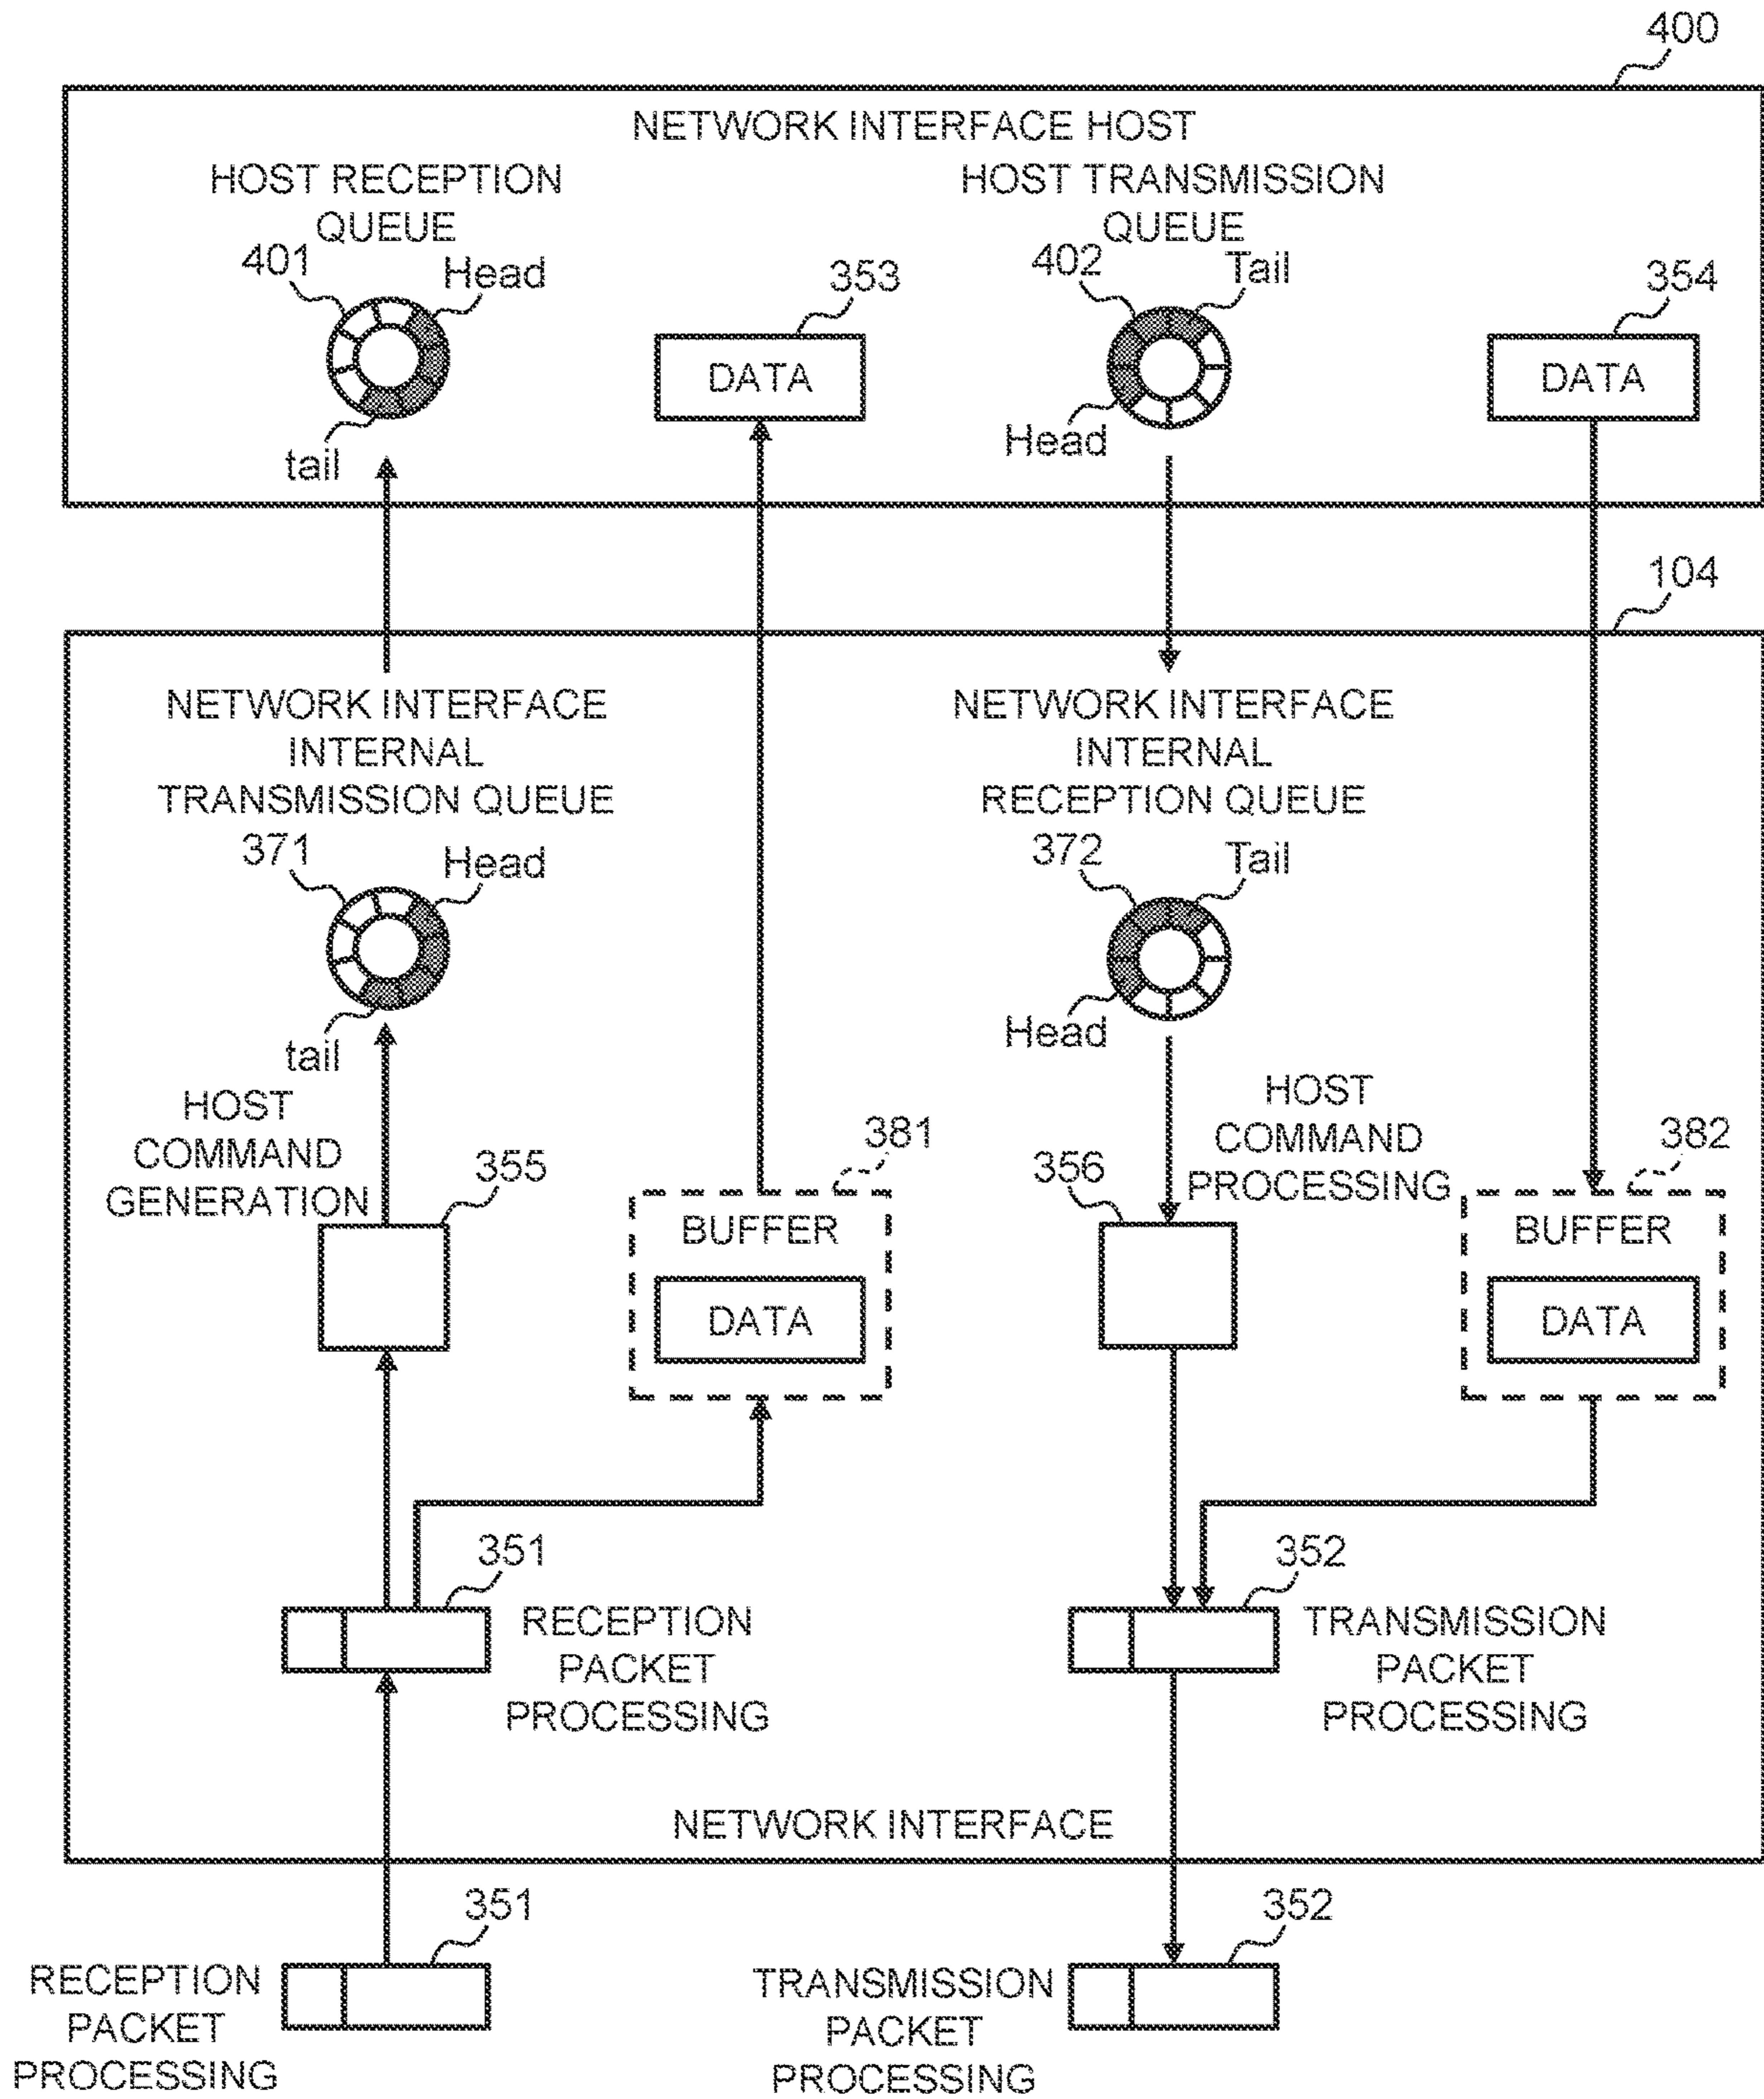 400
NETWORK INTERFACE HOST
HOST RECEPTION
QUEUE
HOST TRANSMISSION
QUEUE
401
Head
353
402
Tail
354
DATA
DATA
tail
Head
104
NETWORK INTERFACE
INTERNAL
TRANSMISSION QUEUE
NETWORK INTERFACE
INTERNAL
RECEPTION QUEUE
371
Head
372
Tail
tail
Head
HOST
COMMAND
GENERATION
355
381
HOST
COMMAND
PROCESSING
356
382
BUFFER
DATA
BUFFER
DATA
351
RECEPTION
PACKET
PROCESSING
352
TRANSMISSION
PACKET
PROCESSING
NETWORK INTERFACE
351
RECEPTION
PACKET
PROCESSING
352
TRANSMISSION
PACKET
PROCESSING